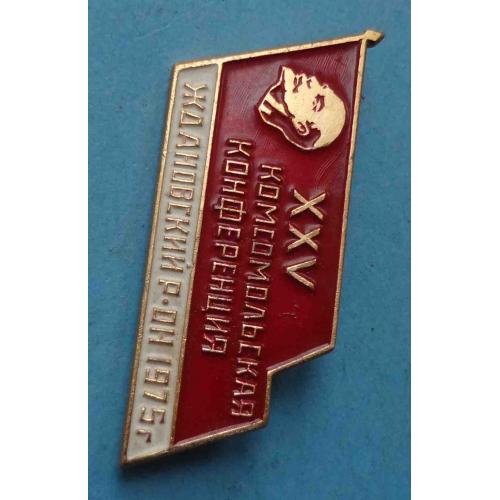 XXV
КОМСОМОЛЬСКАЯ
КОНФЕРЕНЦИЯ
ЖДАНОВСКИЙ Р-ОН 1975г